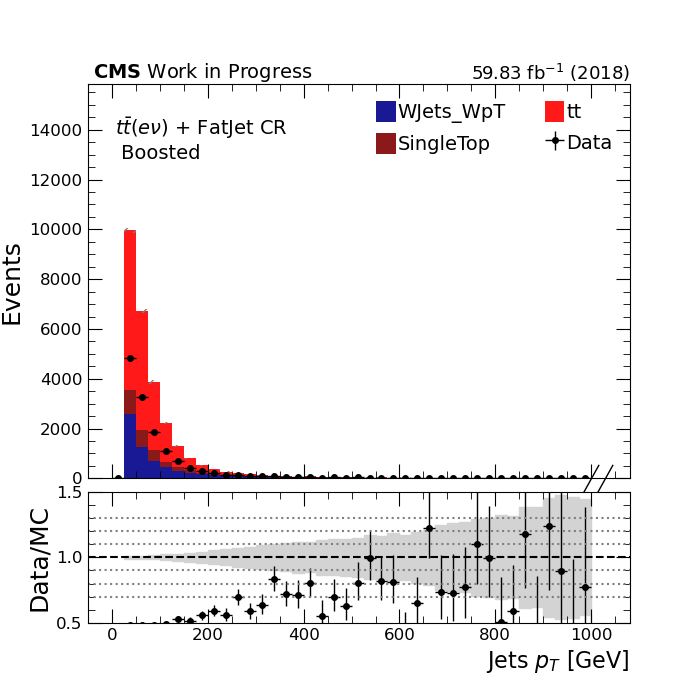 CMS Work in Progress 59.83 fb⁻¹ (2018)
tt̄(eν) + FatJet CR
Boosted
WJets_WpT tt
SingleTop Data
Events
14000
12000
10000
8000
6000
4000
2000
0
Data/MC
1.5
1.0
0.5
0 200 400 600 800 1000
Jets p_T [GeV]